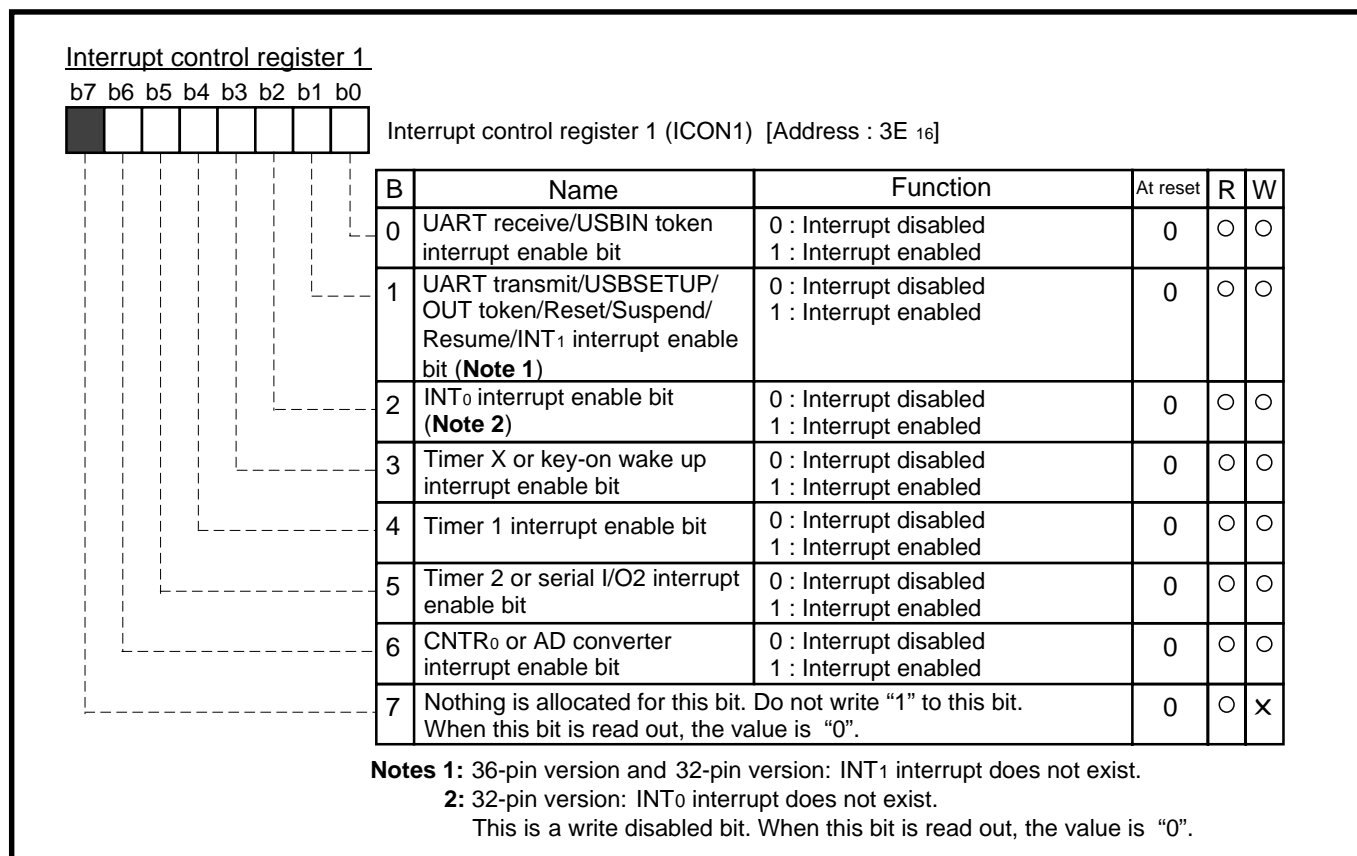 Interrupt control register 1
b7 b6 b5 b4 b3 b2 b1 b0
Interrupt control register 1 (ICON1) [Address : 3E 16]
B Name Function At reset R W
0 UART receive/USBIN token interrupt enable bit 0 : Interrupt disabled 1 : Interrupt enabled 0 ○ ○
1 UART transmit/USBSETUP/ OUT token/Reset/Suspend/ Resume/INT1 interrupt enable bit (Note 1) 0 : Interrupt disabled 1 : Interrupt enabled 0 ○ ○
2 INT0 interrupt enable bit (Note 2) 0 : Interrupt disabled 1 : Interrupt enabled 0 ○ ○
3 Timer X or key-on wake up interrupt enable bit 0 : Interrupt disabled 1 : Interrupt enabled 0 ○ ○
4 Timer 1 interrupt enable bit 0 : Interrupt disabled 1 : Interrupt enabled 0 ○ ○
5 Timer 2 or serial I/O2 interrupt enable bit 0 : Interrupt disabled 1 : Interrupt enabled 0 ○ ○
6 CNTR0 or AD converter interrupt enable bit 0 : Interrupt disabled 1 : Interrupt enabled 0 ○ ○
7 Nothing is allocated for this bit. Do not write “1” to this bit. When this bit is read out, the value is “0”. 0 ○ ×
Notes 1: 36-pin version and 32-pin version: INT1 interrupt does not exist.
2: 32-pin version: INT0 interrupt does not exist.
This is a write disabled bit. When this bit is read out, the value is “0”.